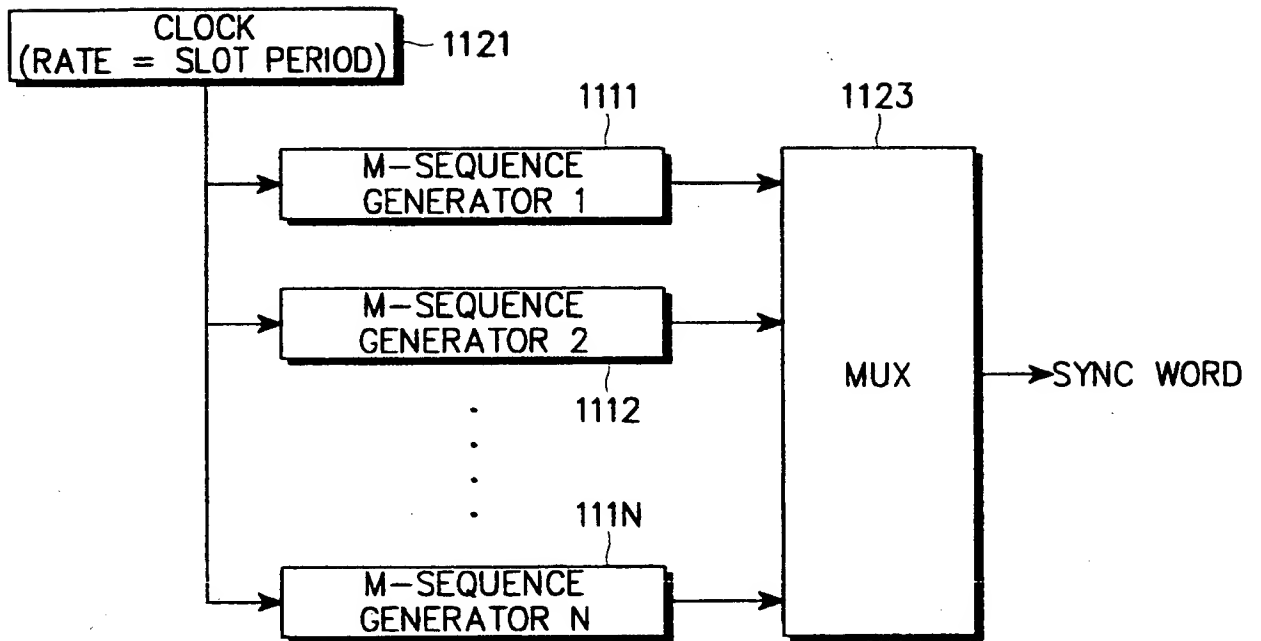 CLOCK
(RATE = SLOT PERIOD)
1121
1111
1123
M-SEQUENCE
GENERATOR 1
M-SEQUENCE
GENERATOR 2
1112
MUX
SYNC WORD
111N
M-SEQUENCE
GENERATOR N